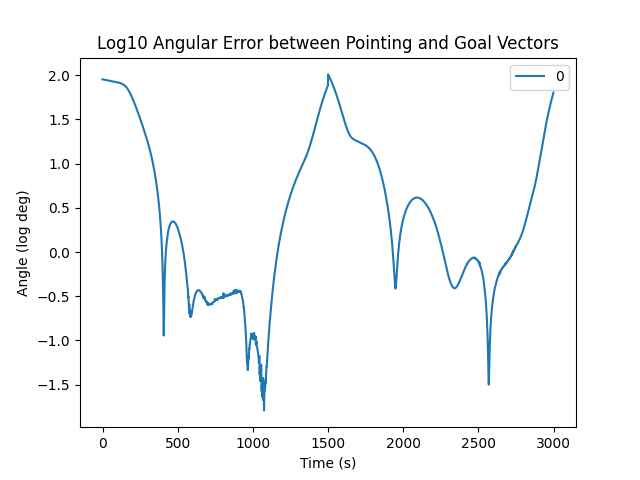 Log10 Angular Error between Pointing and Goal Vectors
0
2.0
1.5
1.0
0.5
0.0
−0.5
−1.0
−1.5
Angle (log deg)
0 500 1000 1500 2000 2500 3000
Time (s)